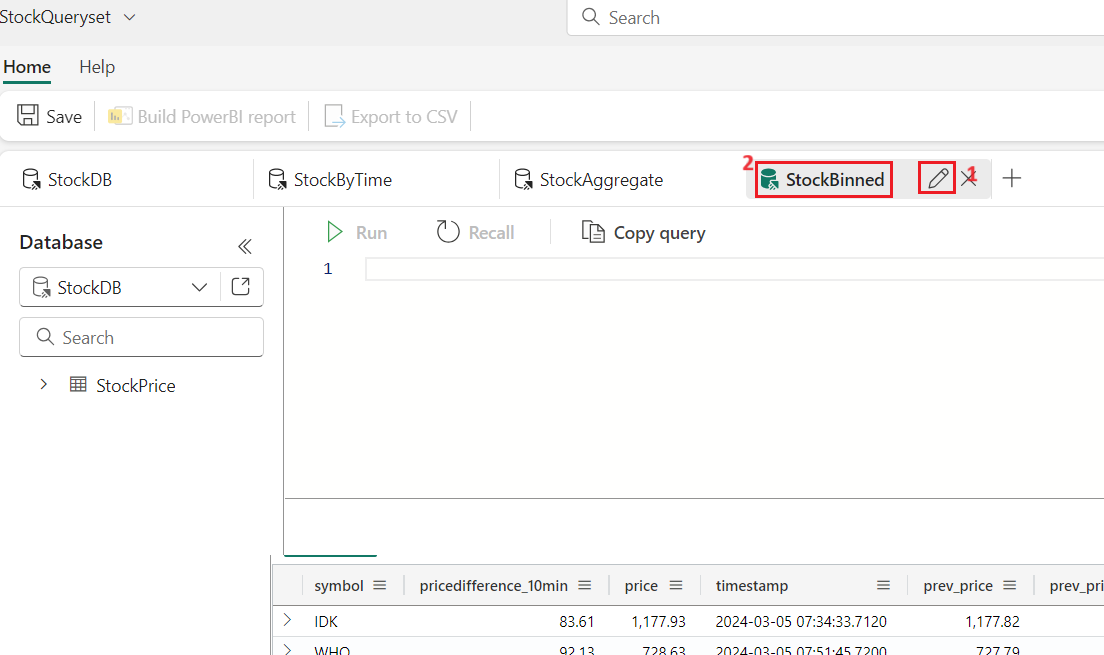 StockQueryset
Search
Home Help
Save Build PowerBI report Export to CSV
StockDB StockByTime StockAggregate 2 StockBinned 1
Database
Run Recall Copy query
1
StockDB
Search
StockPrice
symbol pricedifference_10min price timestamp prev_price prev_pri
IDK 83.61 1,177.93 2024-03-05 07:34:33.7120 1,177.82
WHO 92.13 728.63 2024-03-05 07:51:45.7200 727.79